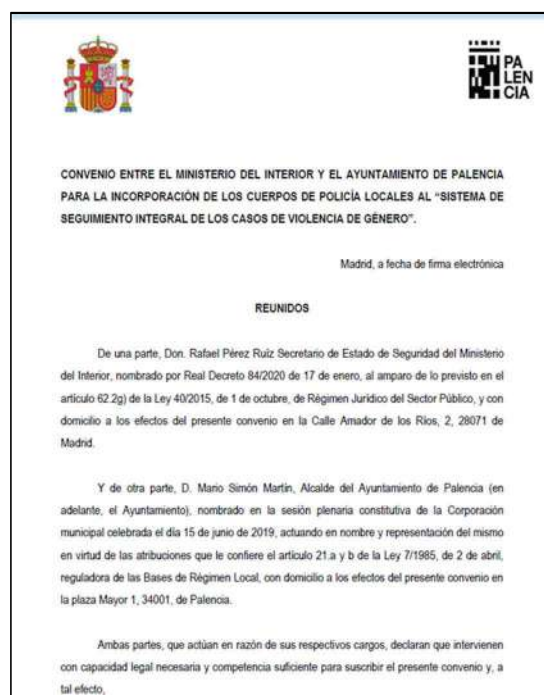 PA
LEN
CIA
CONVENIO ENTRE EL MINISTERIO DEL INTERIOR Y EL AYUNTAMIENTO DE PALENCIA
PARA LA INCORPORACIÓN DE LOS CUERPOS DE POLICÍA LOCALES AL “SISTEMA DE
SEGUIMIENTO INTEGRAL DE LOS CASOS DE VIOLENCIA DE GÉNERO”.
Madrid, a fecha de firma electrónica
REUNIDOS
De una parte, Don. Rafael Pérez Ruíz Secretario de Estado de Seguridad del Ministerio
del Interior, nombrado por Real Decreto 84/2020 de 17 de enero, al amparo de lo previsto en el
artículo 62.2g) de la Ley 40/2015, de 1 de octubre, de Régimen Jurídico del Sector Público, y con
domicilio a los efectos del presente convenio en la Calle Amador de los Ríos, 2, 28071 de
Madrid.
Y de otra parte, D. Mario Simón Martín, Alcalde del Ayuntamiento de Palencia (en
adelante, el Ayuntamiento), nombrado en la sesión plenaria constitutiva de la Corporación
municipal celebrada el día 15 de junio de 2019, actuando en nombre y representación del mismo
en virtud de las atribuciones que le confiere el artículo 21.a y b de la Ley 7/1985, de 2 de abril,
reguladora de las Bases de Régimen Local, con domicilio a los efectos del presente convenio en
la plaza Mayor 1, 34001, de Palencia.
Ambas partes, que actúan en razón de sus respectivos cargos, declaran que intervienen
con capacidad legal necesaria y competencia suficiente para suscribir el presente convenio y, a
tal efecto,